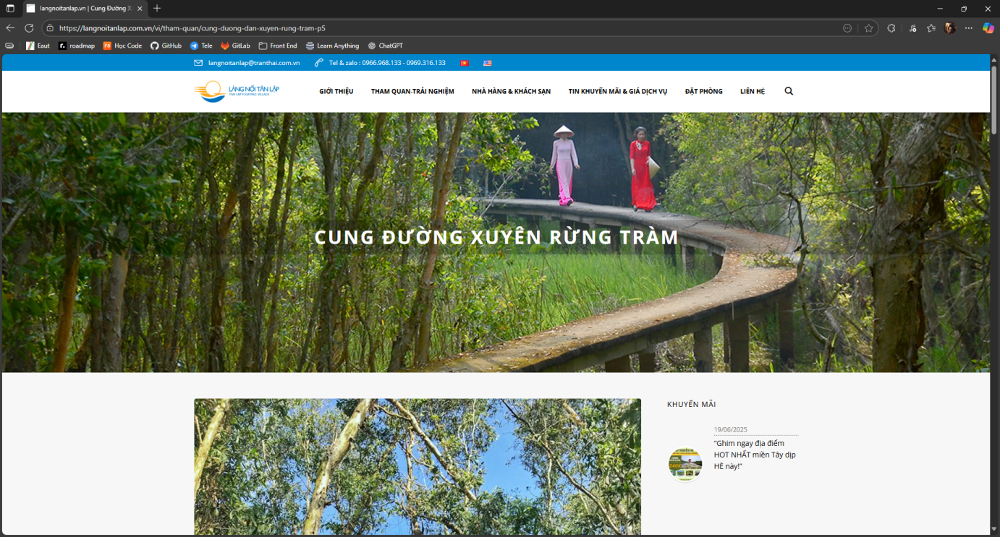 langnoitanlap.vn | Cung Đường X
https://langnoitanlap.com.vn/vi/tham-quan/cung-duong-dan-xuyen-rung-tram-p5
Eaut roadmap Học Code GitHub Tele GitLab Front End Learn Anything ChatGPT
langnoitanlap@tranthai.com.vn Tel & zalo : 0966.968.133 - 0969.316.133
LÀNG NỔI TÂN LẬP
TAN LAP FLOATING VILLAGE
GIỚI THIỆU THAM QUAN-TRẢI NGHIỆM NHÀ HÀNG & KHÁCH SẠN TIN KHUYẾN MÃI & GIÁ DỊCH VỤ ĐẶT PHÒNG LIÊN HỆ
CUNG ĐƯỜNG XUYÊN RỪNG TRÀM
KHUYẾN MÃI
19/06/2025
“Ghim ngay địa điểm
HOT NHẤT miền Tây dịp
HÈ này!”